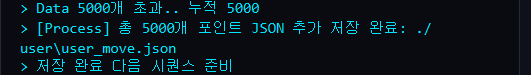 > Data 5000개 초과.. 누적 5000
> [Process] 총 5000개 포인트 JSON 추가 저장 완료: ./
user\user_move.json
> 저장 완료 다음 시퀀스 준비